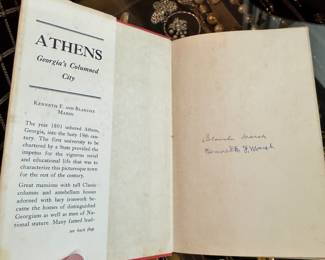 ATHENS
Georgia's Columned
City
KENNETH F. AND BLANCHE
MARSH
The year 1801 ushered Athens,
Georgia, into the early 19th cen-
tury. The first university to be
chartered by a State provided the
impetus for the vigorous social
and educational life that was to
characterize this picturesque town
for the rest of the century.
Great mansions with tall Classic
columns and antebellum houses
adorned with lacy ironwork be-
came the homes of distinguished
Georgians as well as men of Na-
tional stature. Many famed lead-
see back flap
Blanche Marsh
Kenneth F. Marsh